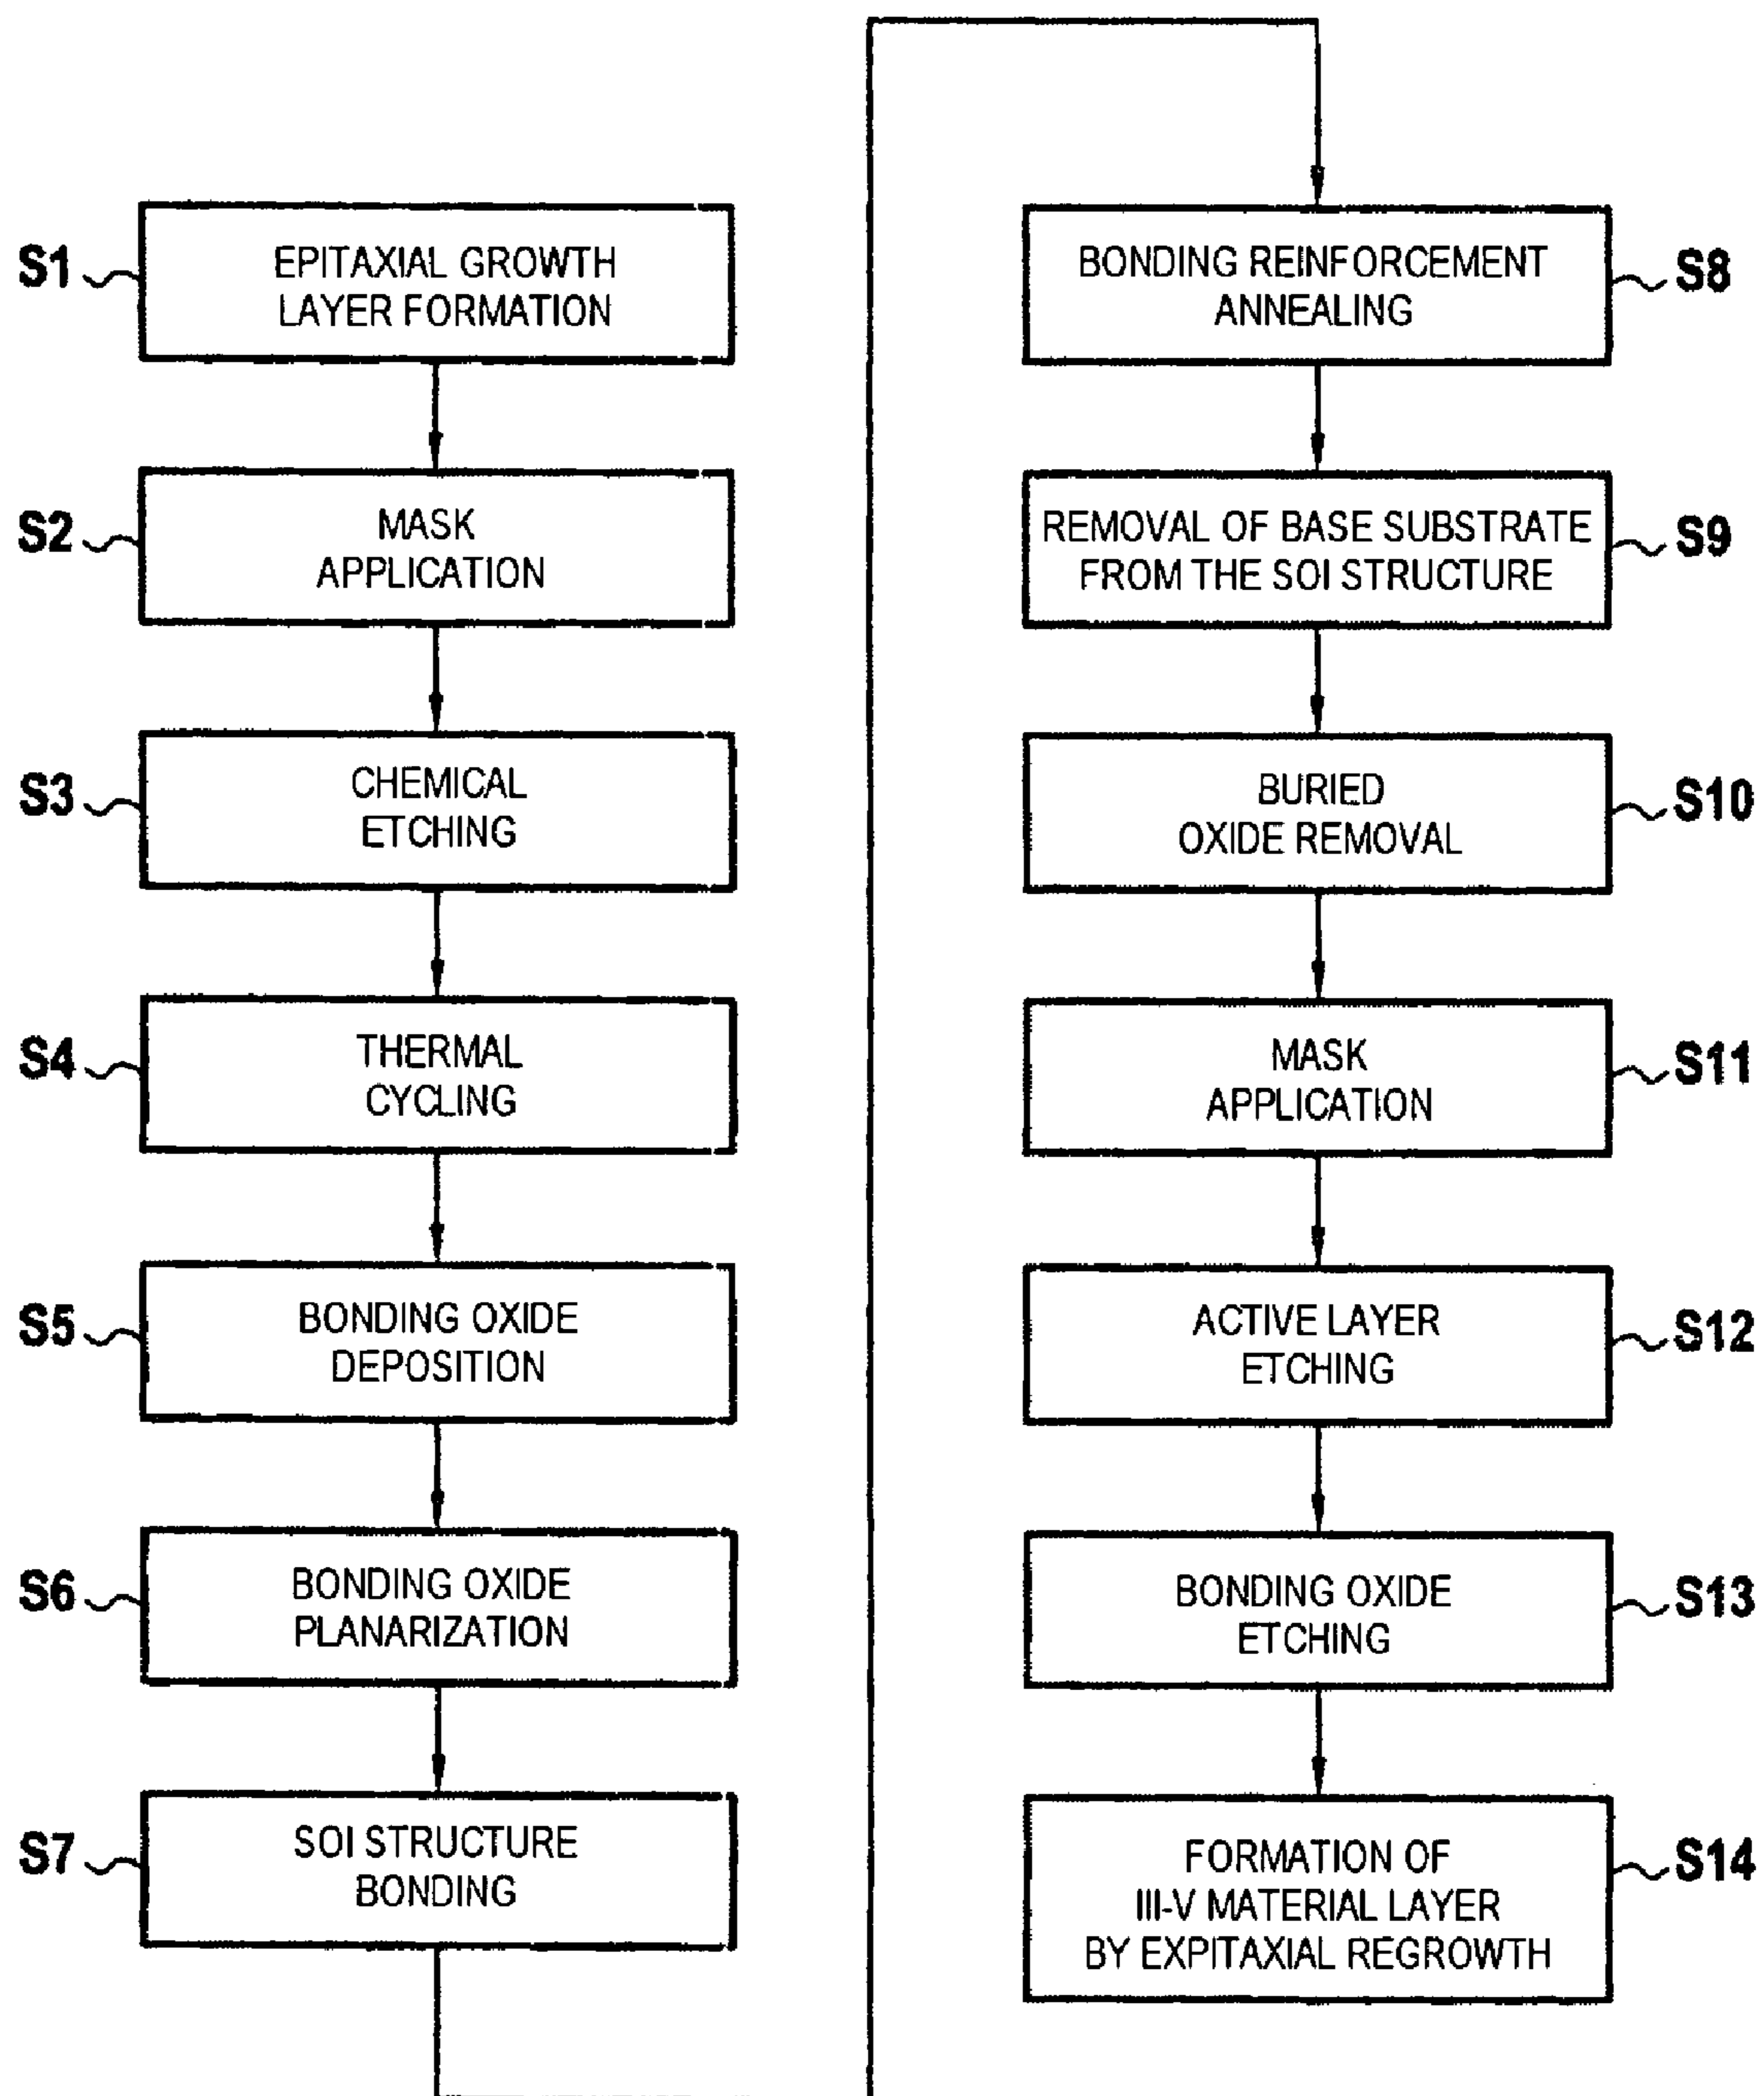 S1
EPITAXIAL GROWTH
LAYER FORMATION
S2
MASK
APPLICATION
S3
CHEMICAL
ETCHING
S4
THERMAL
CYCLING
S5
BONDING OXIDE
DEPOSITION
S6
BONDING OXIDE
PLANARIZATION
S7
SOI STRUCTURE
BONDING
BONDING REINFORCEMENT
ANNEALING
S8
REMOVAL OF BASE SUBSTRATE
FROM THE SOI STRUCTURE
S9
BURIED
OXIDE REMOVAL
S10
MASK
APPLICATION
S11
ACTIVE LAYER
ETCHING
S12
BONDING OXIDE
ETCHING
S13
FORMATION OF
III-V MATERIAL LAYER
BY EXPITAXIAL REGROWTH
S14